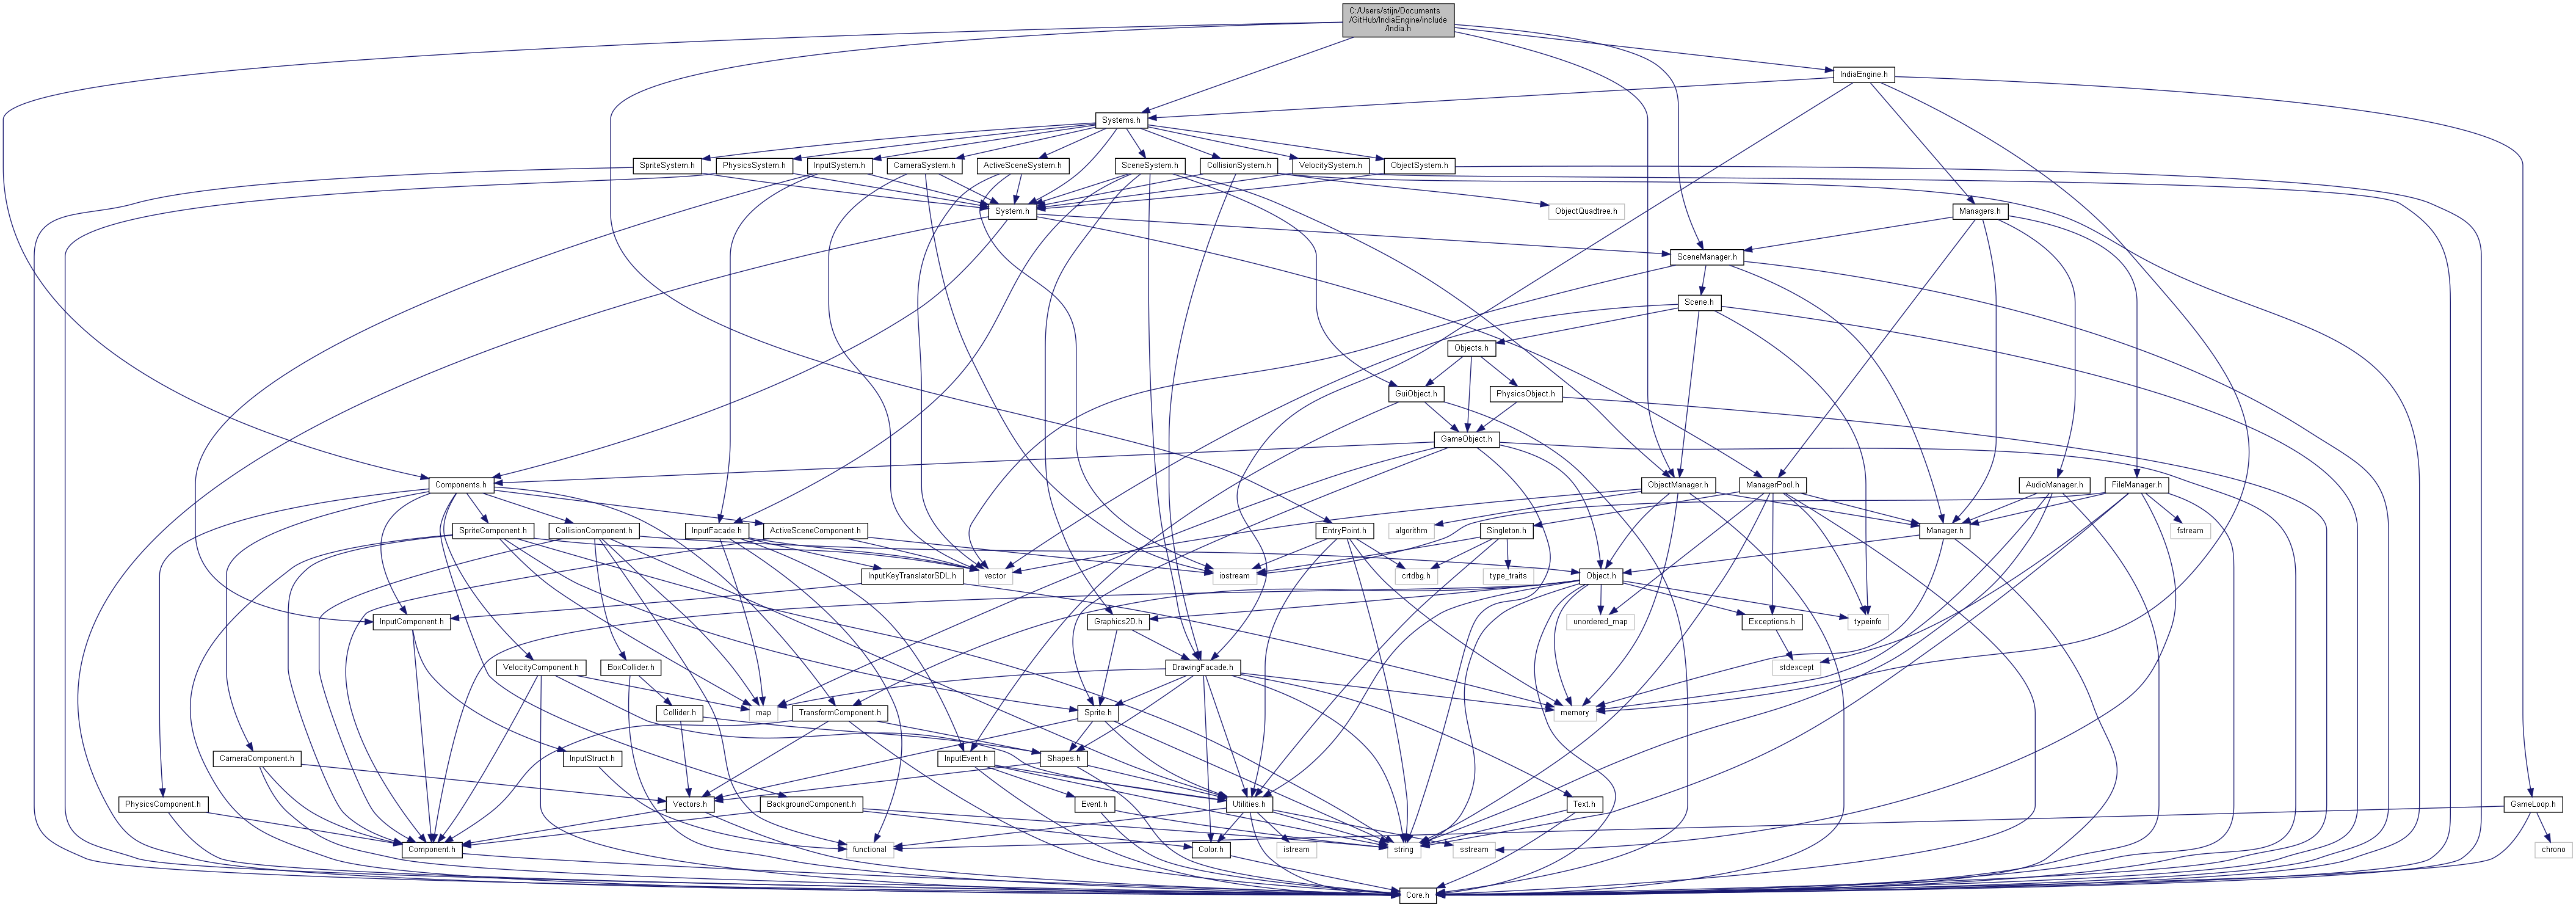 C:/Users/stijn/Documents
/GitHub/IndiaEngine/include
/India.h
IndiaEngine.h
Systems.h
SpriteSystem.h
PhysicsSystem.h
InputSystem.h
CameraSystem.h
ActiveSceneSystem.h
SceneSystem.h
CollisionSystem.h
VelocitySystem.h
ObjectSystem.h
System.h
ObjectQuadtree.h
Managers.h
SceneManager.h
Scene.h
Objects.h
GuiObject.h
PhysicsObject.h
GameObject.h
Components.h
ObjectManager.h
ManagerPool.h
AudioManager.h
FileManager.h
SpriteComponent.h
CollisionComponent.h
InputFacade.h
ActiveSceneComponent.h
EntryPoint.h
algorithm
Singleton.h
Manager.h
fstream
InputKeyTranslatorSDL.h
vector
iostream
crtdbg.h
type_traits
Object.h
InputComponent.h
Graphics2D.h
unordered_map
Exceptions.h
typeinfo
VelocityComponent.h
BoxCollider.h
DrawingFacade.h
stdexcept
Collider.h
map
TransformComponent.h
Sprite.h
memory
CameraComponent.h
InputStruct.h
InputEvent.h
Shapes.h
PhysicsComponent.h
Vectors.h
BackgroundComponent.h
Event.h
Utilities.h
Text.h
GameLoop.h
Component.h
functional
Color.h
istream
string
sstream
chrono
Core.h